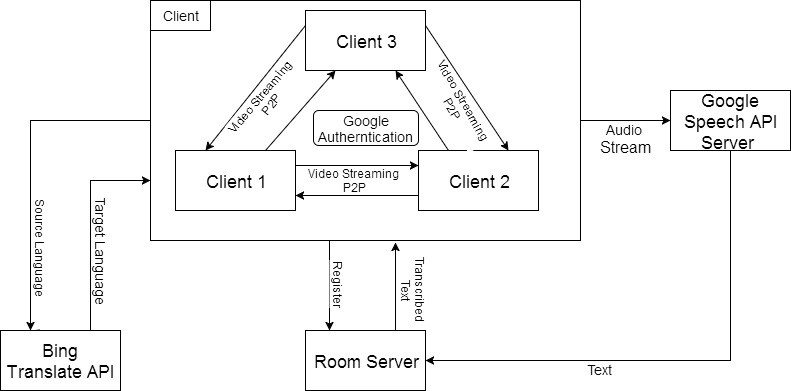 Client
Client 3
Video Streaming
P2P
Video Streaming
P2P
Google
Autherntication
Google
Speech API
Server
Audio
Stream
Client 1
Video Streaming
P2P
Client 2
Source Language
Target Language
Register
Transcribed
Text
Bing
Translate API
Room Server
Text